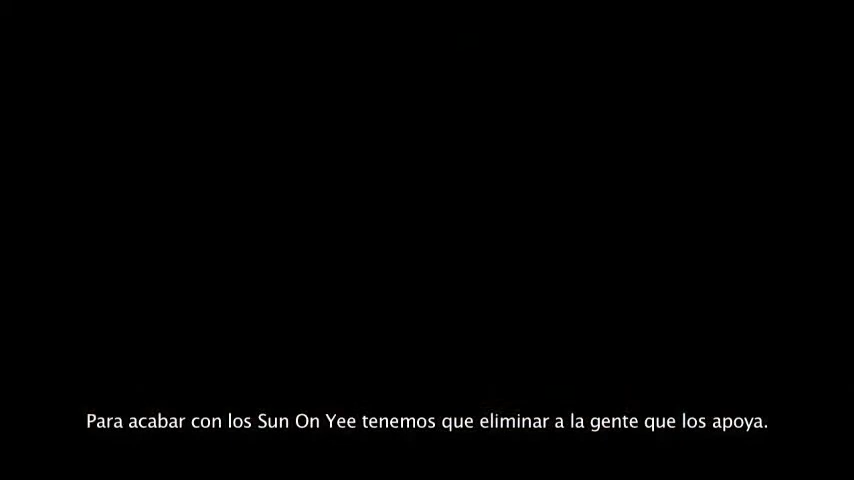 Para acabar con los Sun On Yee tenemos que eliminar a la gente que los apoya.